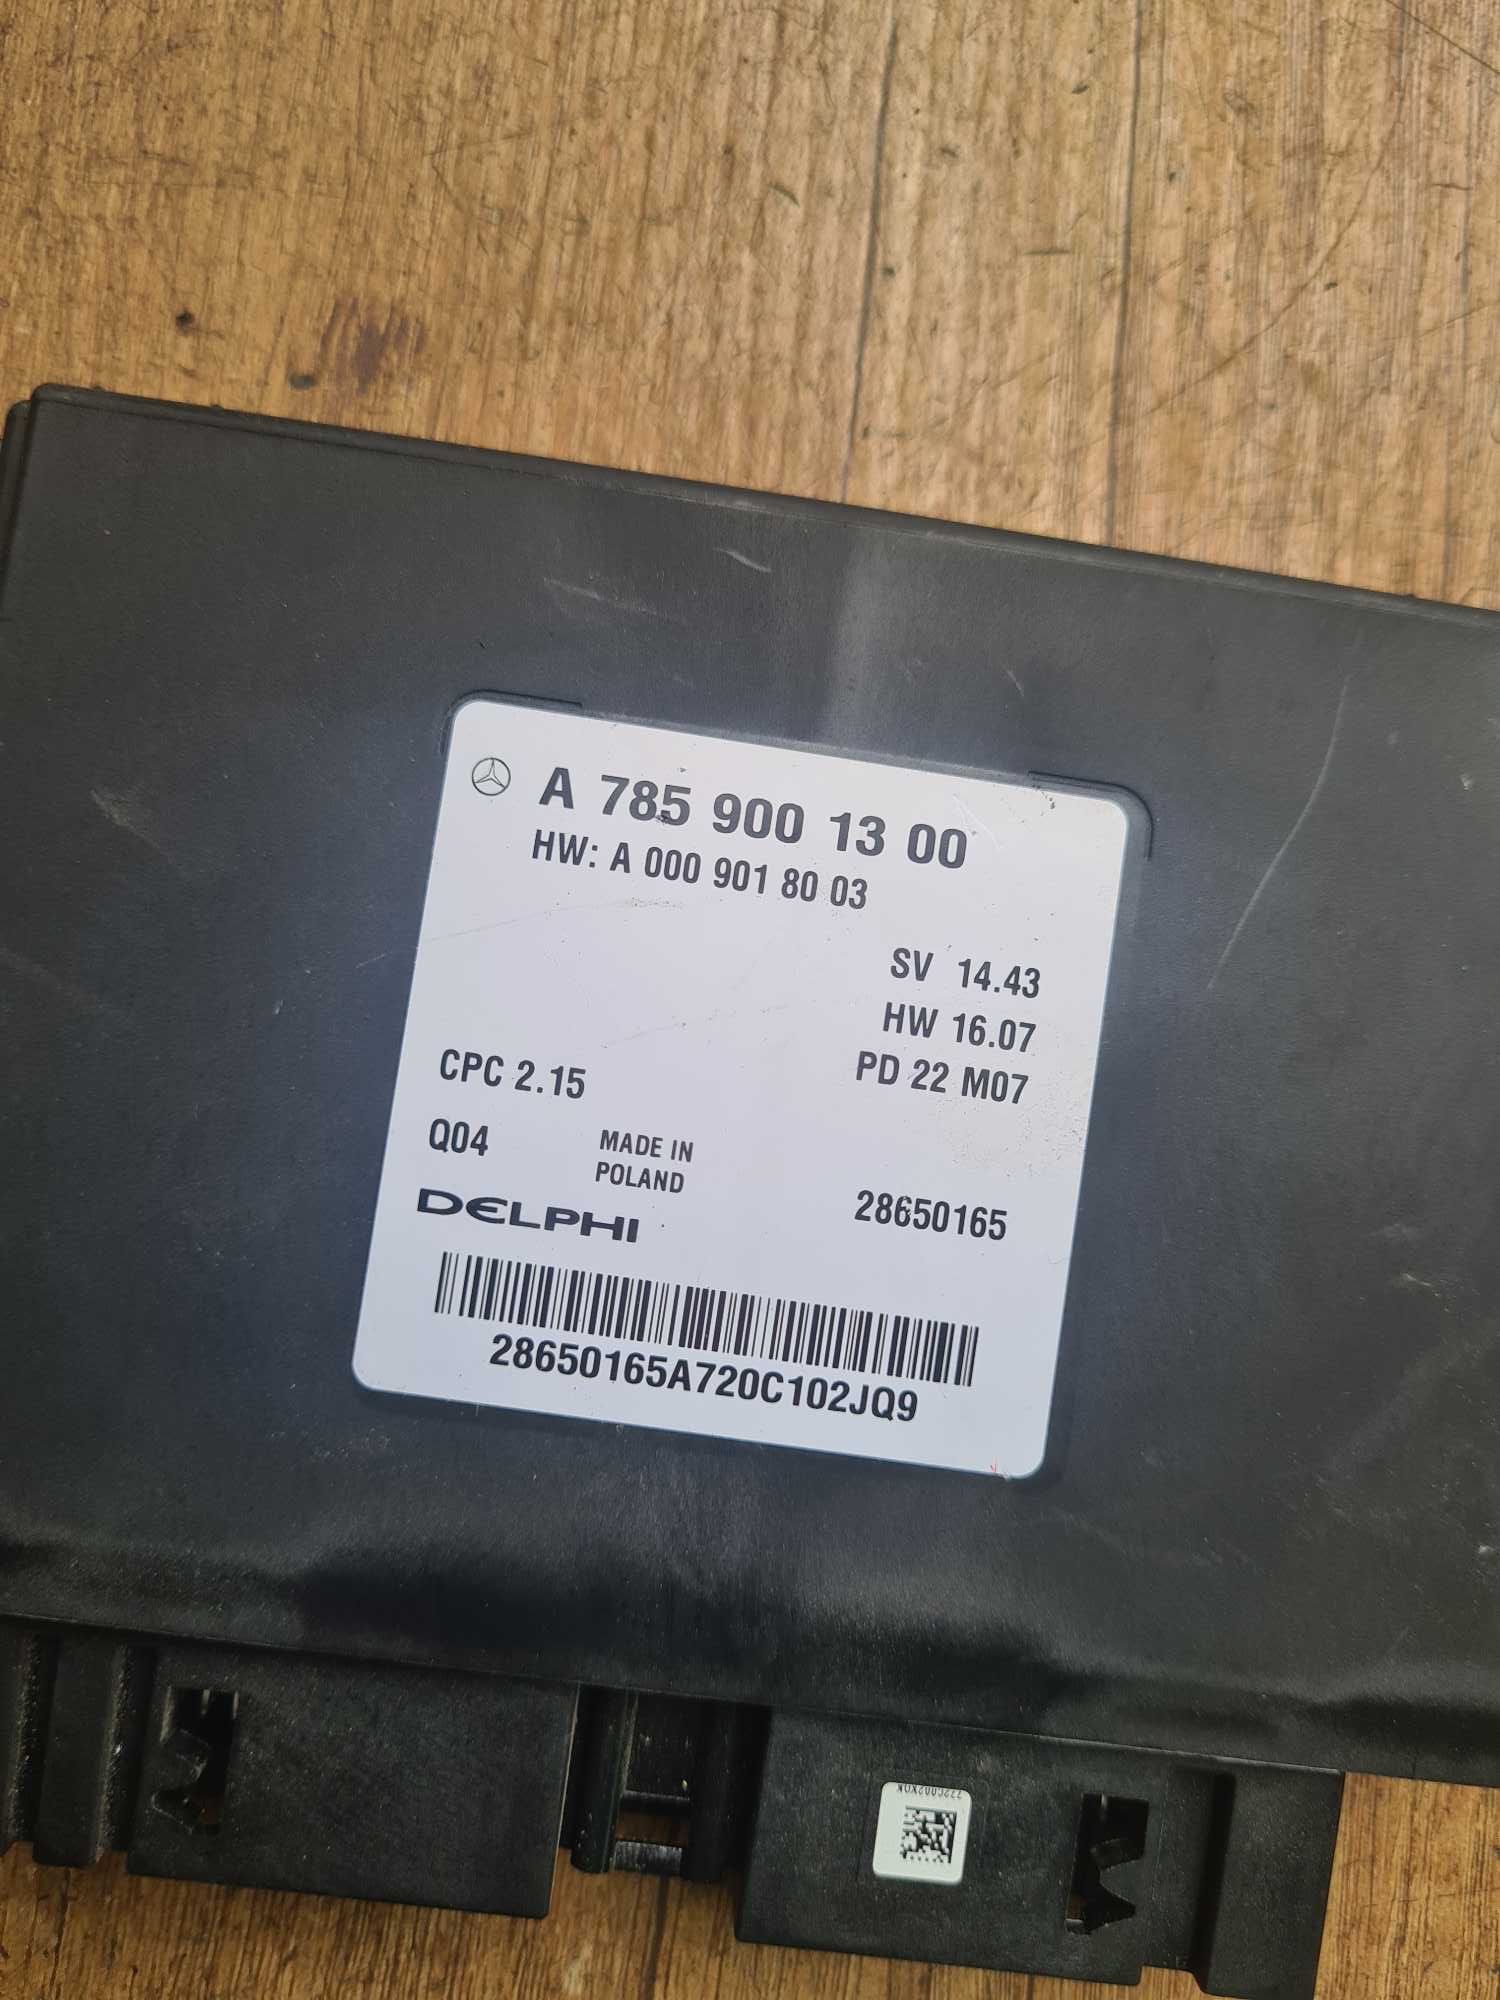 A 785 900 13 00
HW: A 000 901 80 03
SV 14.43
HW 16.07
PD 22 M07
CPC 2.15
Q04
MADE IN
POLAND
28650165
DELPHI
28650165A720C102JQ9